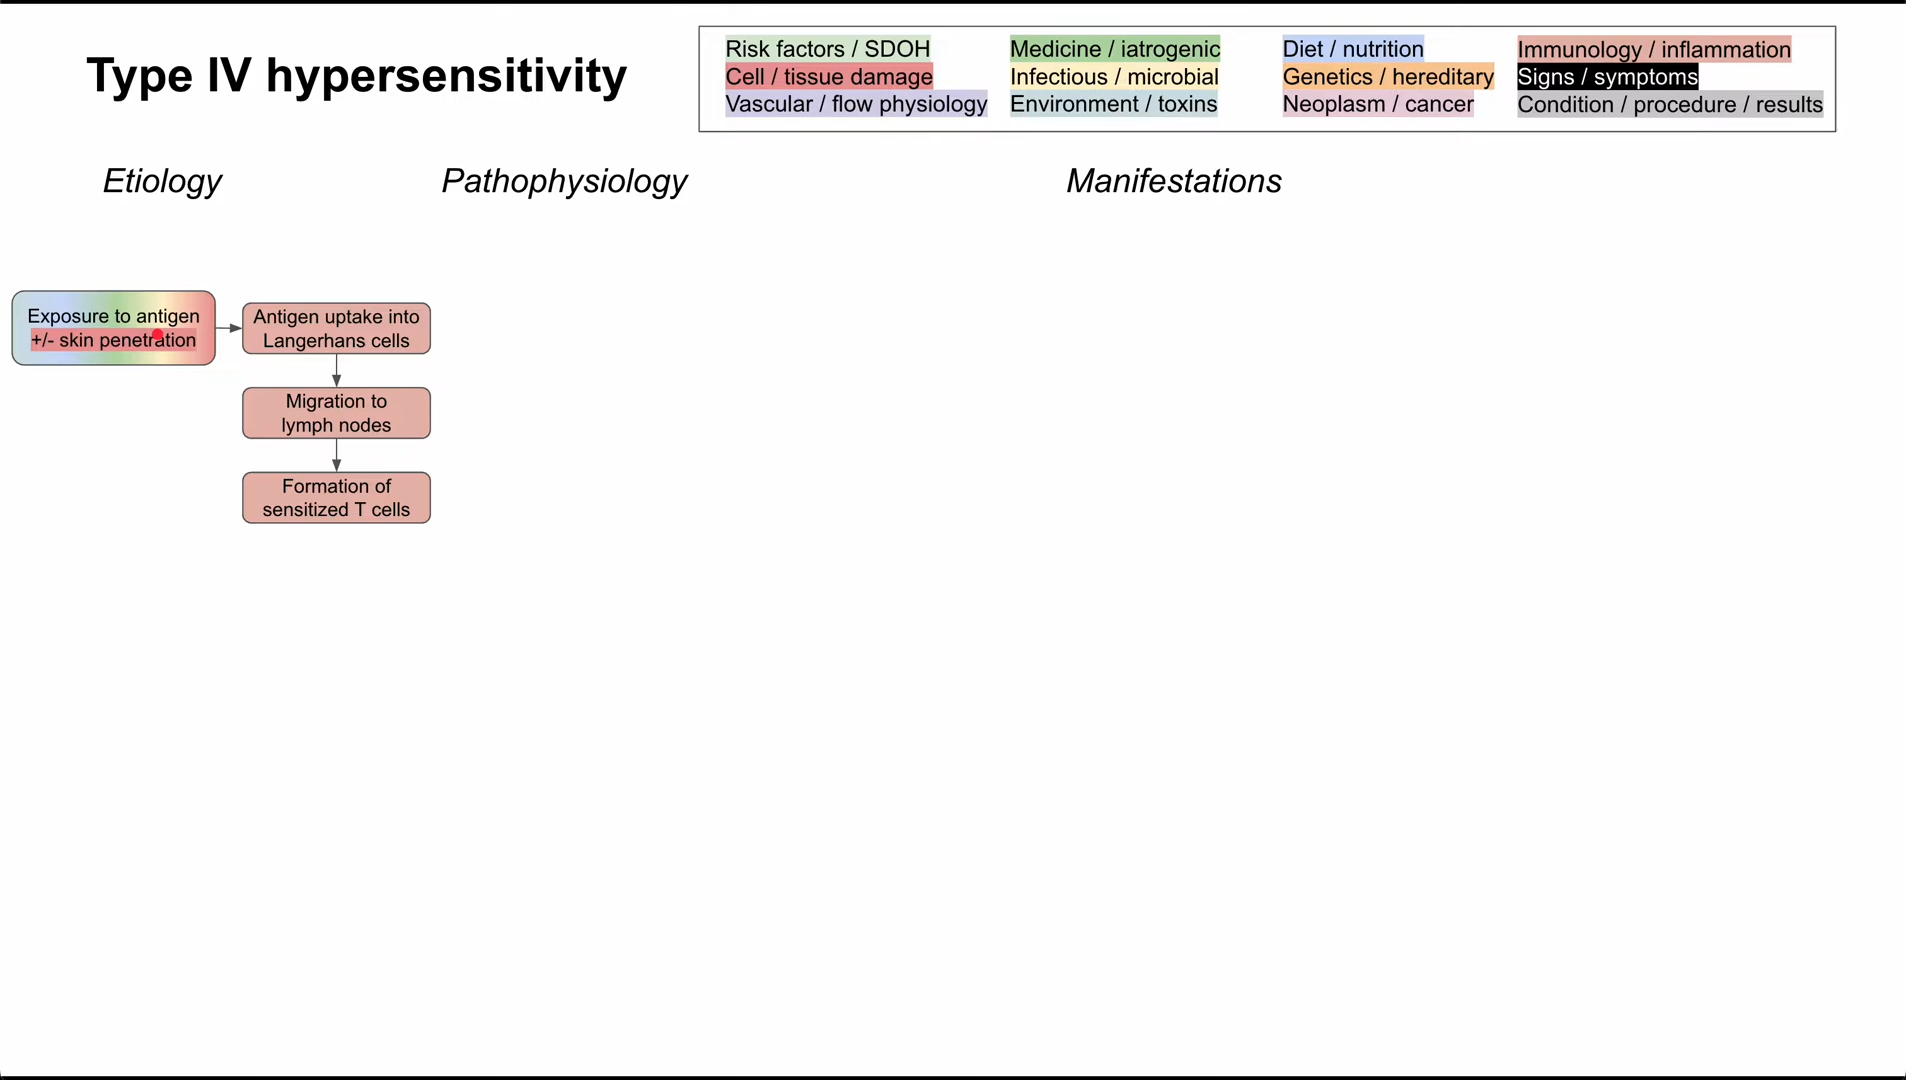 Type IV hypersensitivity
Risk factors / SDOH
Cell / tissue damage
Vascular / flow physiology
Medicine / iatrogenic
Infectious / microbial
Environment / toxins
Diet / nutrition
Genetics / hereditary
Neoplasm / cancer
Immunology / inflammation
Signs / symptoms
Condition / procedure / results
Etiology
Pathophysiology
Manifestations
Exposure to antigen
+/- skin penetration
Antigen uptake into
Langerhans cells
Migration to
lymph nodes
Formation of
sensitized T cells